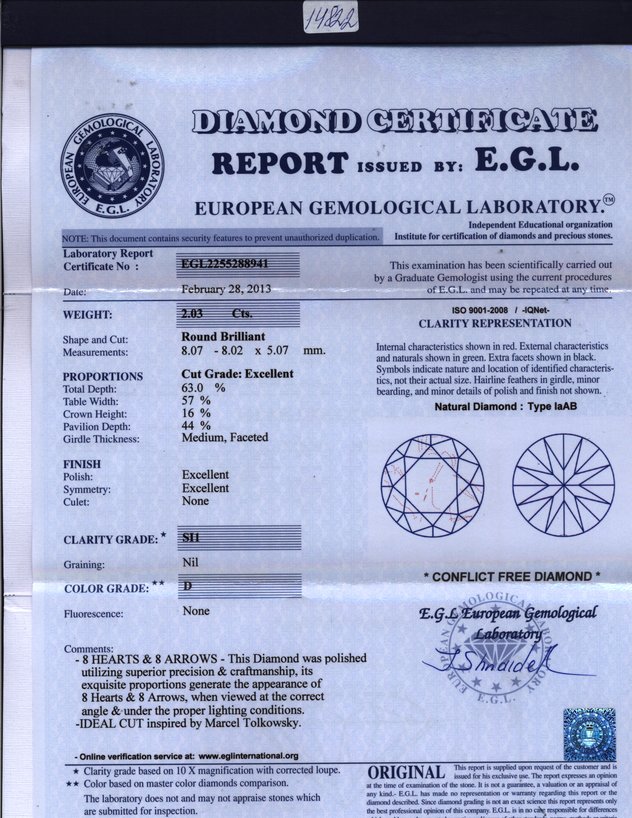 14822
DIAMOND CERTIFICATE
REPORT ISSUED BY: E.G.L.
EUROPEAN GEMOLOGICAL LABORATORY.™
EUROPEAN GEMOLOGICAL LABORATORY
E.G.L.
Independent Educational organization
Institute for certification of diamonds and precious stones.
NOTE: This document contains security features to prevent unauthorized duplication.
Laboratory Report
Certificate No : EGL2255288941
Date: February 28, 2013
This examination has been scientifically carried out
by a Graduate Gemologist using the current procedures
of E.G.L. and may be repeated at any time.
WEIGHT: 2.03 Cts.
Shape and Cut: Round Brilliant
Measurements: 8.07 - 8.02 x 5.07 mm.
PROPORTIONS Cut Grade: Excellent
Total Depth: 63.0 %
Table Width: 57 %
Crown Height: 16 %
Pavilion Depth: 44 %
Girdle Thickness: Medium, Faceted
FINISH
Polish: Excellent
Symmetry: Excellent
Culet: None
CLARITY GRADE: * SI1
Graining: Nil
COLOR GRADE: ** D
Fluorescence: None
Comments:
- 8 HEARTS & 8 ARROWS - This Diamond was polished
utilizing superior precision & craftmanship, its
exquisite proportions generate the appearance of
8 Hearts & 8 Arrows, when viewed at the correct
angle & under the proper lighting conditions.
-IDEAL CUT inspired by Marcel Tolkowsky.
- Online verification service at: www.eglinternational.org
★ Clarity grade based on 10 X magnification with corrected loupe.
★★ Color based on master color diamonds comparison.
The laboratory does not and may not appraise stones which
are submitted for inspection.
ISO 9001-2008 / -IQNet-
CLARITY REPRESENTATION
Internal characteristics shown in red. External characteristics
and naturals shown in green. Extra facets shown in black.
Symbols indicate nature and location of identified characteris-
tics, not their actual size. Hairline feathers in girdle, minor
bearding, and minor details of polish and finish not shown.
Natural Diamond : Type IaAB
* CONFLICT FREE DIAMOND *
E.G.L European Gemological
Laboratory
E.G.L.
ORIGINAL
This report is supplied upon request of the customer and is
issued for his exclusive use. The report expresses an opinion
at the time of examination of the stone. It is not a guarantee, a valuation or an appraisal of
any kind.- E.G.L. has made no representation or warranty regarding this report or the
diamond described. Since diamond grading is not an exact science this report represents only
the best professional opinion of this company. E.G.L. is in no case responsible for differences